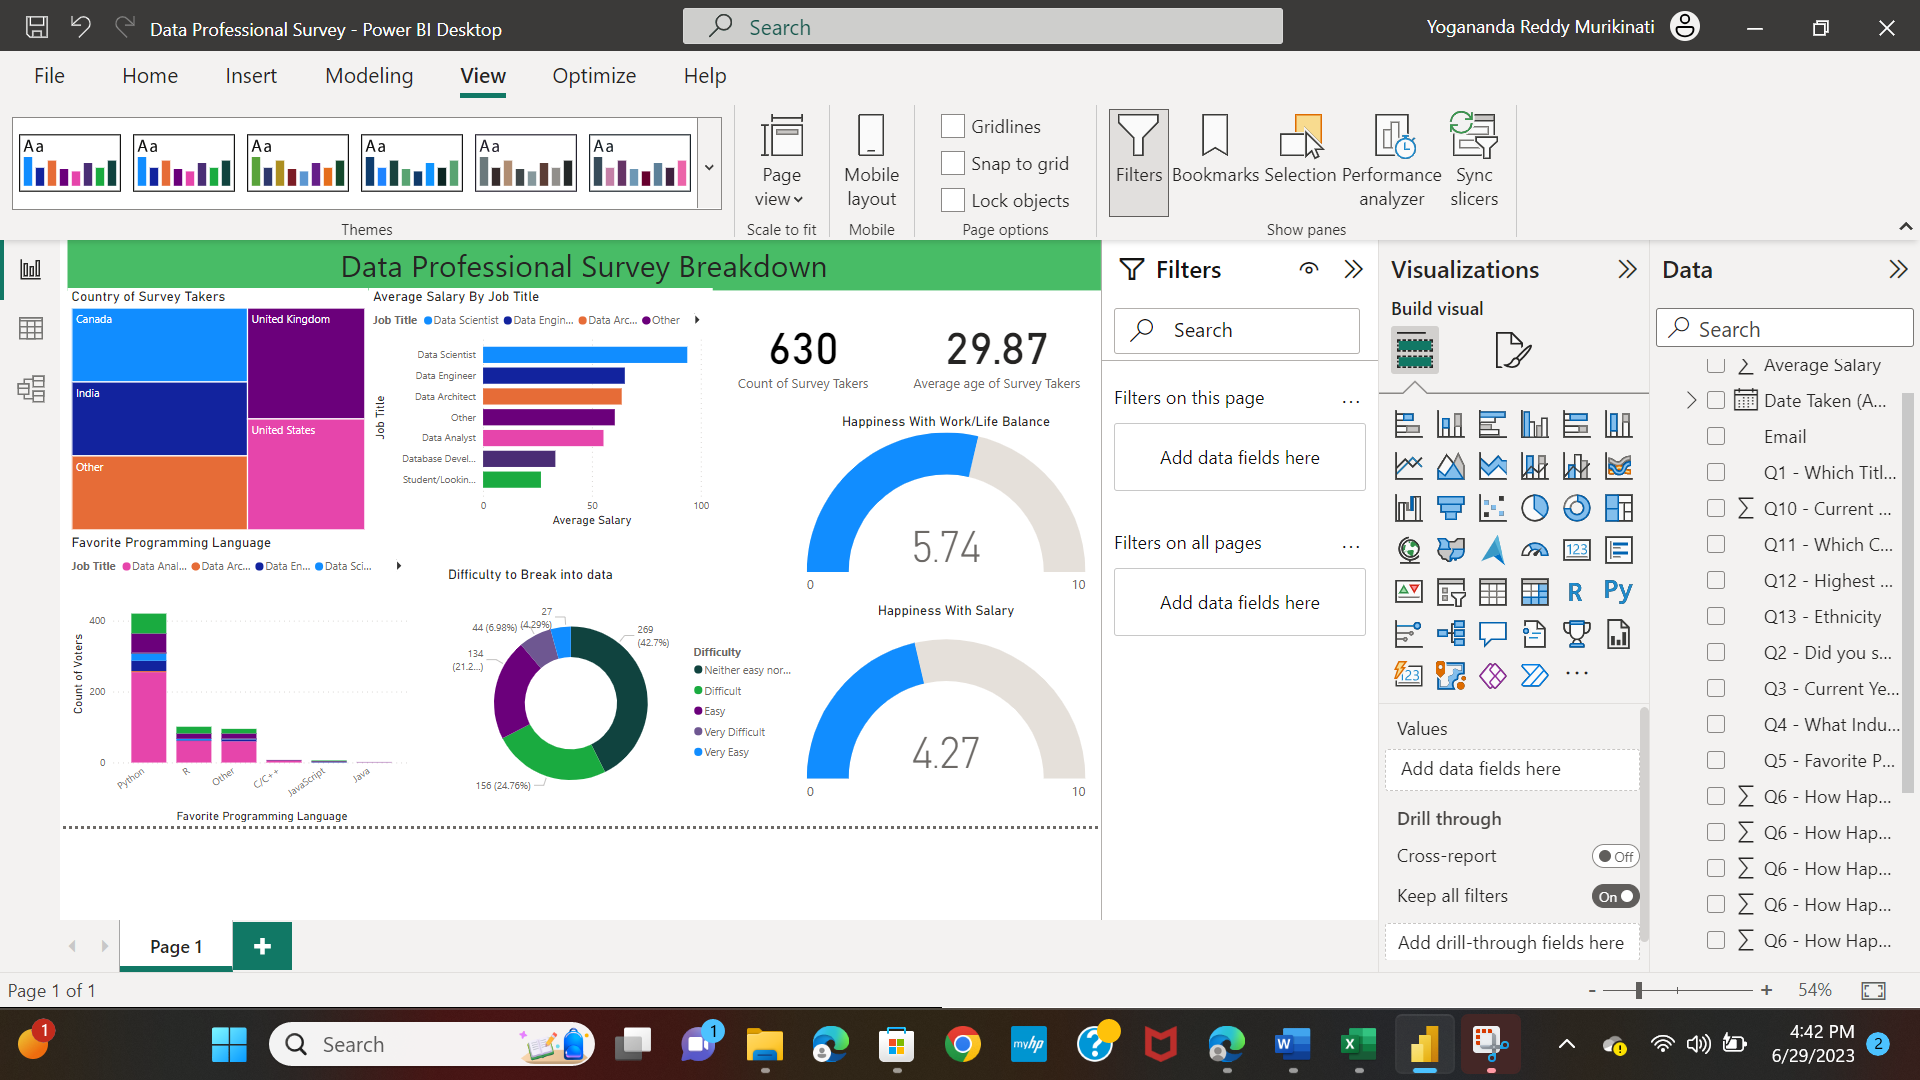 Data Professional Survey - Power BI Desktop
Search
Yogananda Reddy Murikinati
File
Home
Insert
Modeling
View
Optimize
Help
Aa
Aa
Aa
Aa
Aa
Aa
Themes
Page
view
Scale to fit
Mobile
layout
Mobile
Gridlines
Snap to grid
Lock objects
Page options
Filters
Bookmarks
Selection
Performance
analyzer
Sync
slicers
Show panes
Data Professional Survey Breakdown
Country of Survey Takers
Canada
United Kingdom
India
United States
Other
Average Salary By Job Title
Job Title
Data Scientist
Data Engin...
Data Arc...
Other
Job Title
Data Scientist
Data Engineer
Data Architect
Other
Data Analyst
Database Devel...
Student/Lookin...
0
50
100
Average Salary
630
Count of Survey Takers
29.87
Average age of Survey Takers
Happiness With Work/Life Balance
5.74
0
10
Favorite Programming Language
Job Title
Data Anal...
Data Arc...
Data En...
Data Sci...
Count of Voters
400
200
0
Python
R
Other
C/C++
JavaScript
Java
Favorite Programming Language
Difficulty to Break into data
27
(4.29%)
44 (6.98%)
134
(21.2...)
269
(42.7%)
156 (24.76%)
Difficulty
Neither easy nor...
Difficult
Easy
Very Difficult
Very Easy
Happiness With Salary
4.27
0
10
Filters
Search
Filters on this page
...
Add data fields here
Filters on all pages
...
Add data fields here
Visualizations
Build visual
123
R
Py
123
...
Values
Add data fields here
Drill through
Cross-report
Off
Keep all filters
On
Add drill-through fields here
Data
Search
Average Salary
Date Taken (A...
Email
Q1 - Which Titl...
Q10 - Current ...
Q11 - Which C...
Q12 - Highest ...
Q13 - Ethnicity
Q2 - Did you s...
Q3 - Current Ye...
Q4 - What Indu...
Q5 - Favorite P...
Q6 - How Hap...
Q6 - How Hap...
Q6 - How Hap...
Q6 - How Hap...
Q6 - How Hap...
Page 1
Page 1 of 1
- + 54%
1
Search
1
myhp
?
W
X
4:42 PM
6/29/2023
2